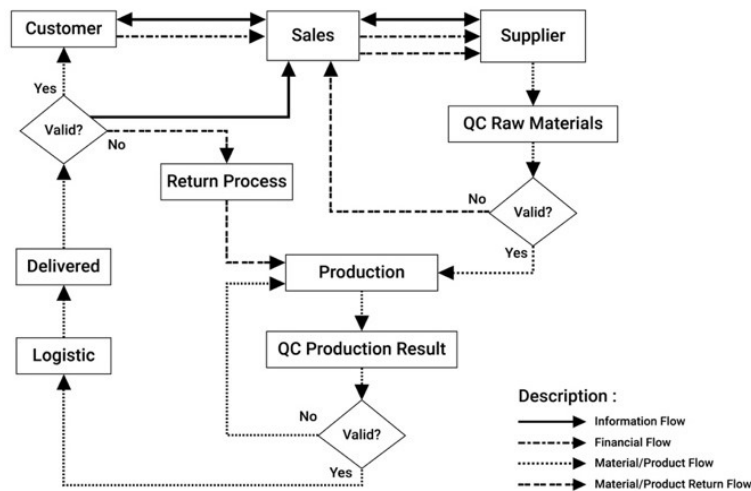 Customer
Sales
Supplier
Yes
Valid?
No
QC Raw Materials
Return Process
No
Valid?
Yes
Delivered
Production
Logistic
QC Production Result
No
Valid?
Yes
Description :
Information Flow
Financial Flow
Material/Product Flow
Material/Product Return Flow